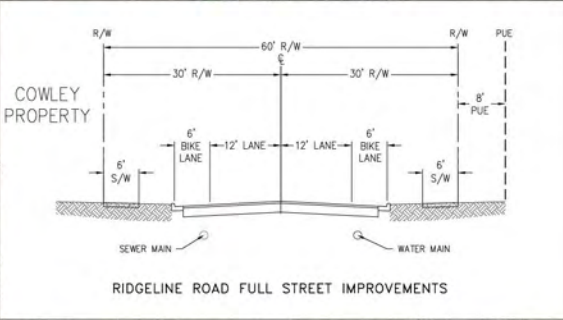 R/W
R/W
PUE
60' R/W
℄
30' R/W
30' R/W
COWLEY
PROPERTY
8'
PUE
6'
BIKE
LANE
12' LANE
12' LANE
6'
BIKE
LANE
6'
S/W
6'
S/W
SEWER MAIN
WATER MAIN
RIDGELINE ROAD FULL STREET IMPROVEMENTS